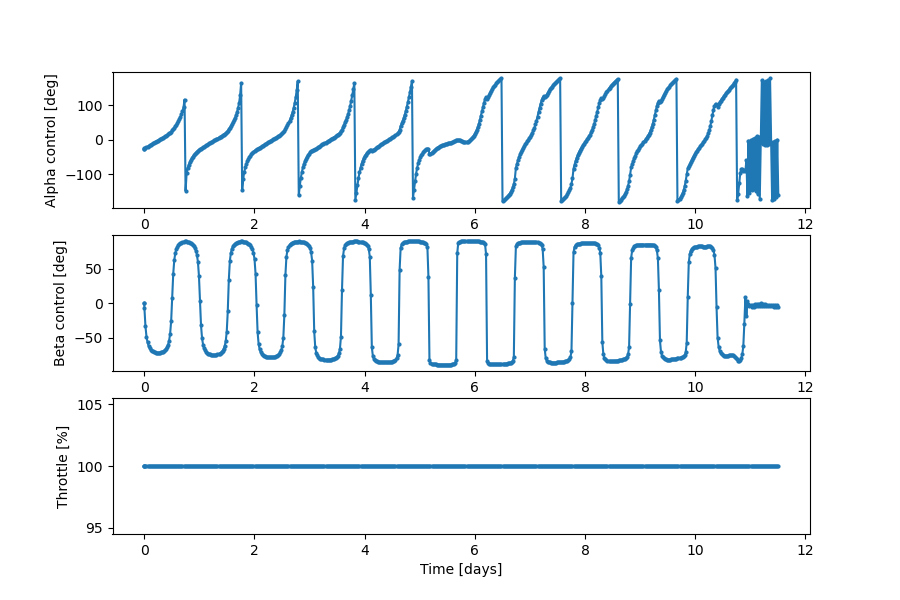 Alpha control [deg]
100
0
−100
0 2 4 6 8 10 12
Beta control [deg]
50
0
−50
0 2 4 6 8 10 12
Throttle [%]
105
100
95
0 2 4 6 8 10 12
Time [days]